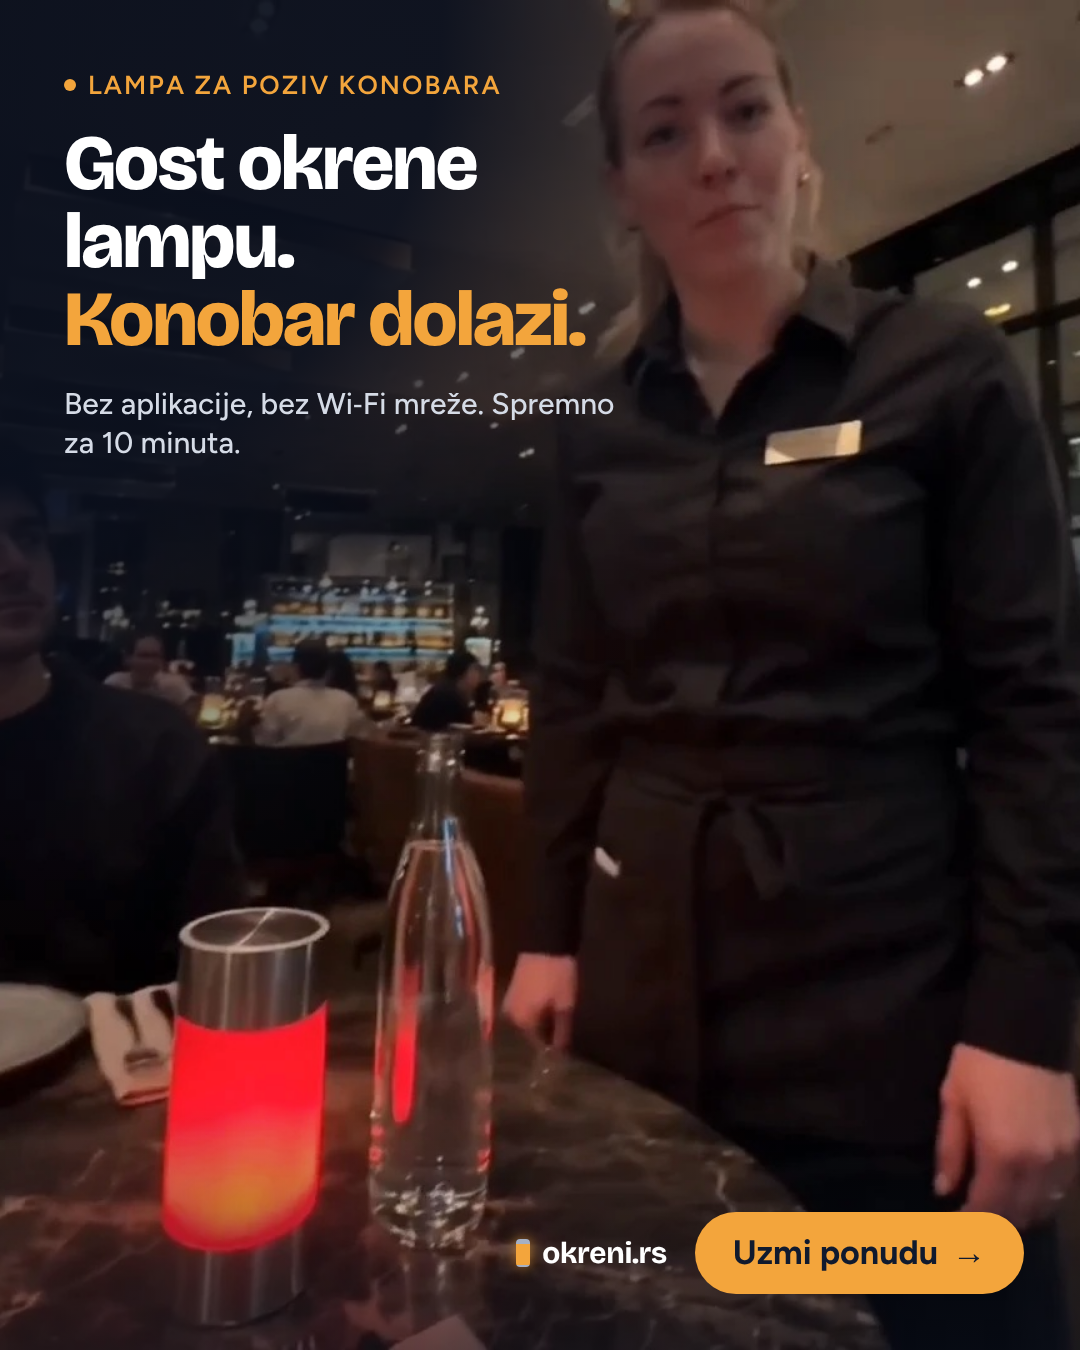 LAMPA ZA POZIV KONOBARA
Gost okrene
lampu.
Konobar dolazi.
Bez aplikacije, bez Wi-Fi mreže. Spremno
za 10 minuta.
okreni.rs
Uzmi ponudu →